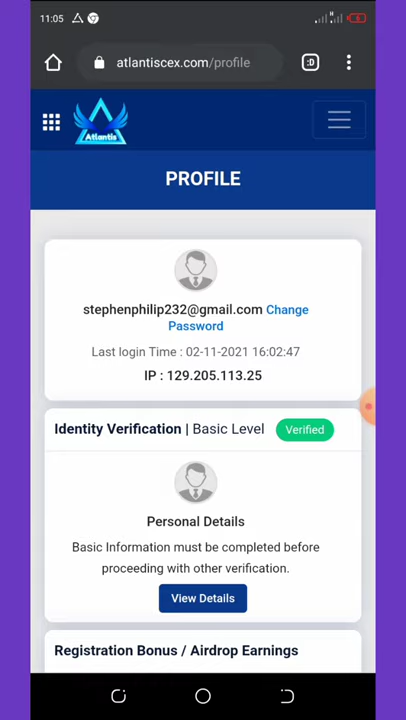 11:05
:D
atlantiscex.com/profile
Atlantis
PROFILE
stephenphilip232@gmail.com Change
Password
Last login Time : 02-11-2021 16:02:47
IP : 129.205.113.25
Identity Verification | Basic Level Verified
Personal Details
Basic Information must be completed before
proceeding with other verification.
View Details
Registration Bonus / Airdrop Earnings